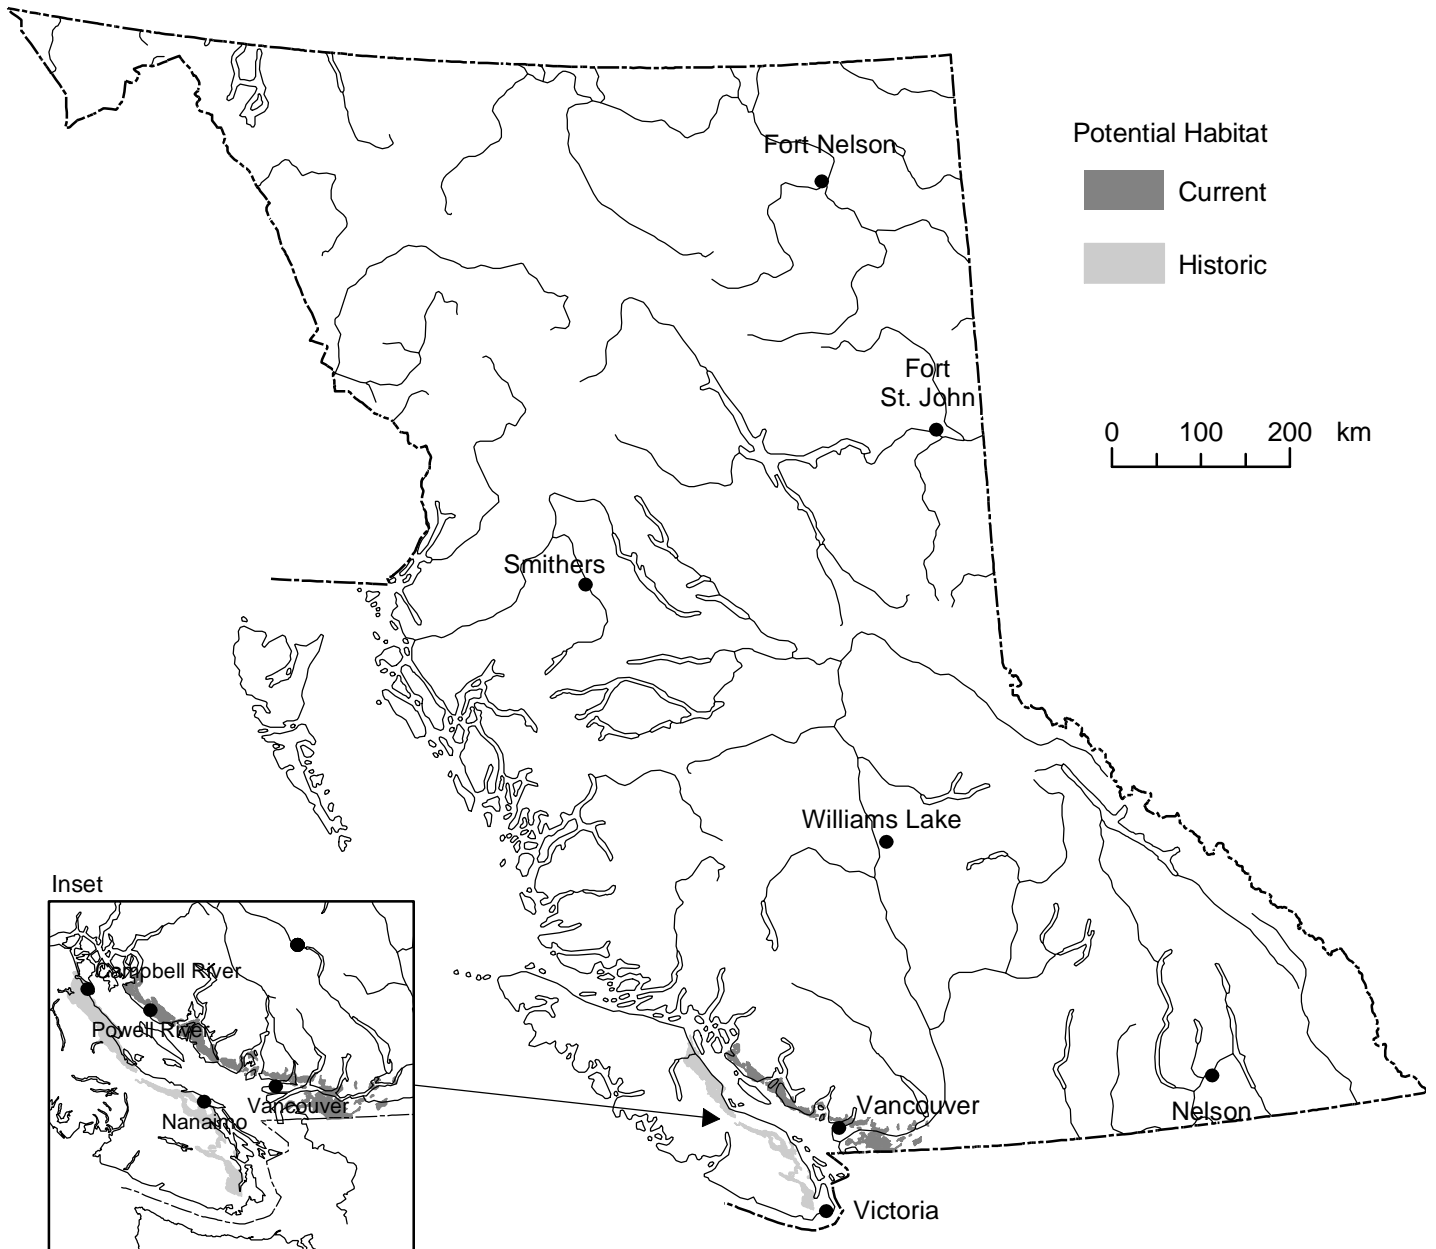 Fort Nelson
Potential Habitat
Current
Historic
Fort
St. John
0 100 200 km
Smithers
Williams Lake
Inset
Campbell River
Powell River
Vancouver
Nanaimo
Vancouver
Nelson
Victoria